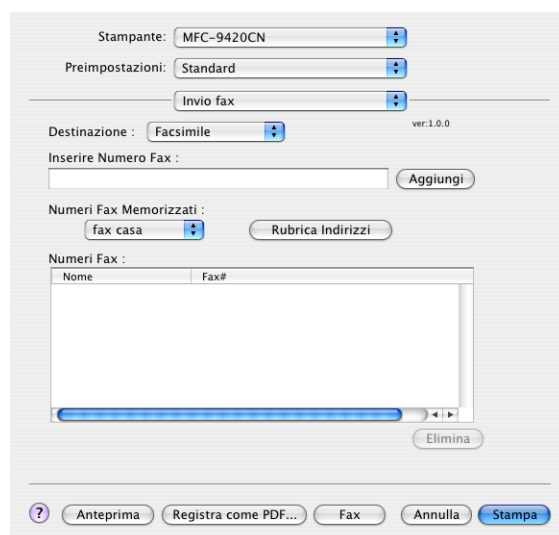 Stampante: MFC-9420CN
Preimpostazioni: Standard
Invio fax
Destinazione : Facsimile
ver:1.0.0
Inserire Numero Fax :
Aggiungi
Numeri Fax Memorizzati :
fax casa Rubrica Indirizzi
Numeri Fax :
Nome Fax#
Elimina
? Anteprima Registra come PDF... Fax Annulla Stampa